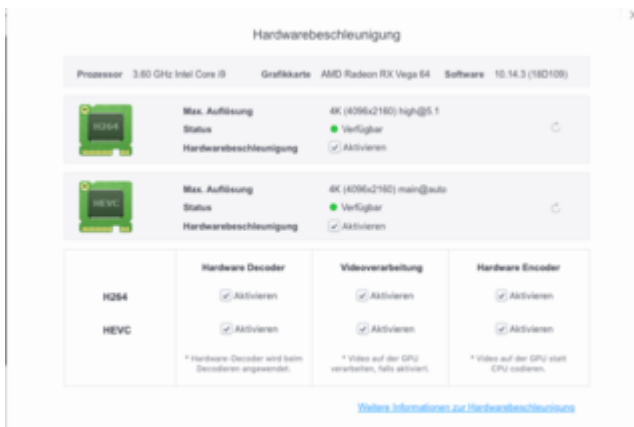 Hardwarebeschleunigung
Prozessor 3.60 GHz Intel Core i9 Grafikkarte AMD Radeon RX Vega 64 Software 10.14.3 (18D109)
H264
Max. Auflösung 4K (4096x2160) high@5.1
Status Verfügbar
Hardwarebeschleunigung Aktivieren
HEVC
Max. Auflösung 4K (4096x2160) main@auto
Status Verfügbar
Hardwarebeschleunigung Aktivieren
Hardware Decoder Videoverarbeitung Hardware Encoder
H264 Aktivieren Aktivieren Aktivieren
HEVC Aktivieren Aktivieren Aktivieren
* Hardware-Decoder wird beim * Video auf der GPU * Video auf der GPU statt
Decodieren angewendet. verarbeiten, falls aktiviert. CPU codieren.
Weitere Informationen zur Hardwarebeschleunigung